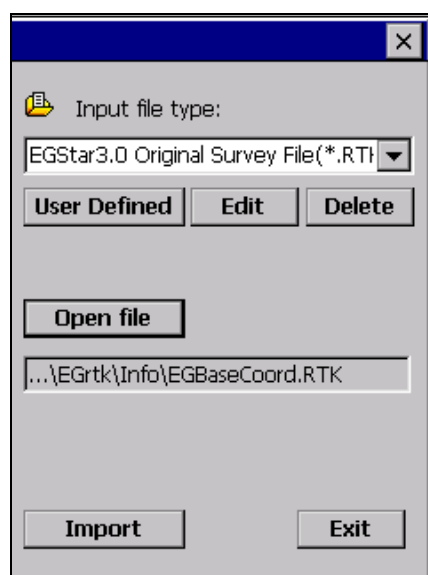 Input file type:
EGStar3.0 Original Survey File(*.RTK
User Defined Edit Delete
Open file
...\EGrtk\Info\EGBaseCoord.RTK
Import Exit